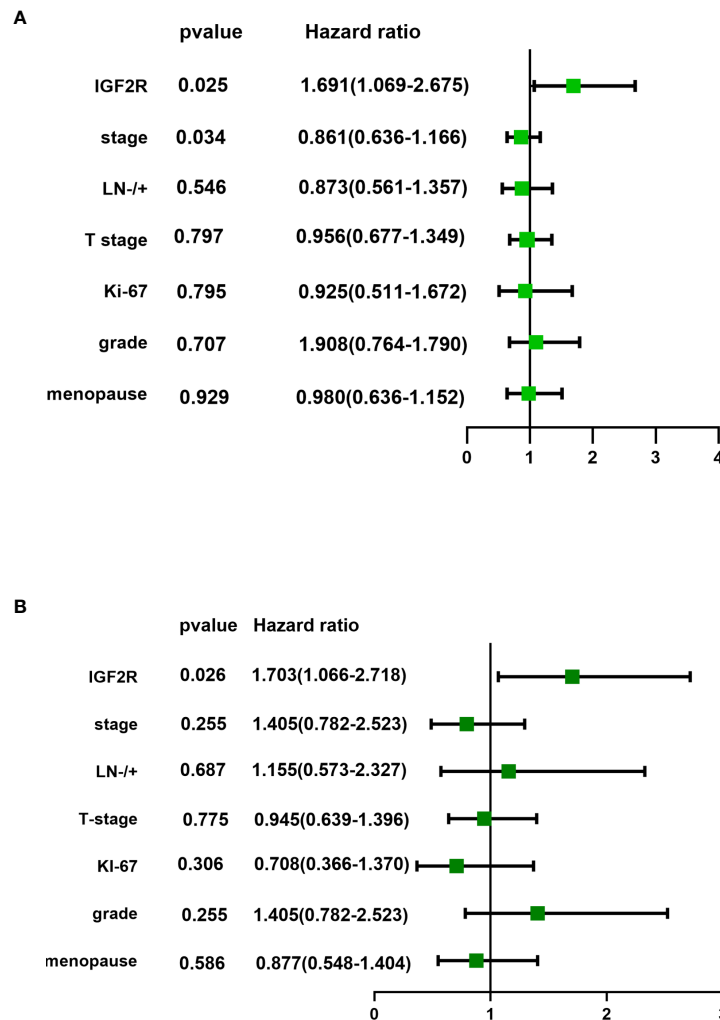 A
pvalue Hazard ratio
IGF2R 0.025 1.691(1.069-2.675)
stage 0.034 0.861(0.636-1.166)
LN-/+ 0.546 0.873(0.561-1.357)
T stage 0.797 0.956(0.677-1.349)
Ki-67 0.795 0.925(0.511-1.672)
grade 0.707 1.908(0.764-1.790)
menopause 0.929 0.980(0.636-1.152)
0 1 2 3 4
B
pvalue Hazard ratio
IGF2R 0.026 1.703(1.066-2.718)
stage 0.255 1.405(0.782-2.523)
LN-/+ 0.687 1.155(0.573-2.327)
T-stage 0.775 0.945(0.639-1.396)
KI-67 0.306 0.708(0.366-1.370)
grade 0.255 1.405(0.782-2.523)
menopause 0.586 0.877(0.548-1.404)
0 1 2